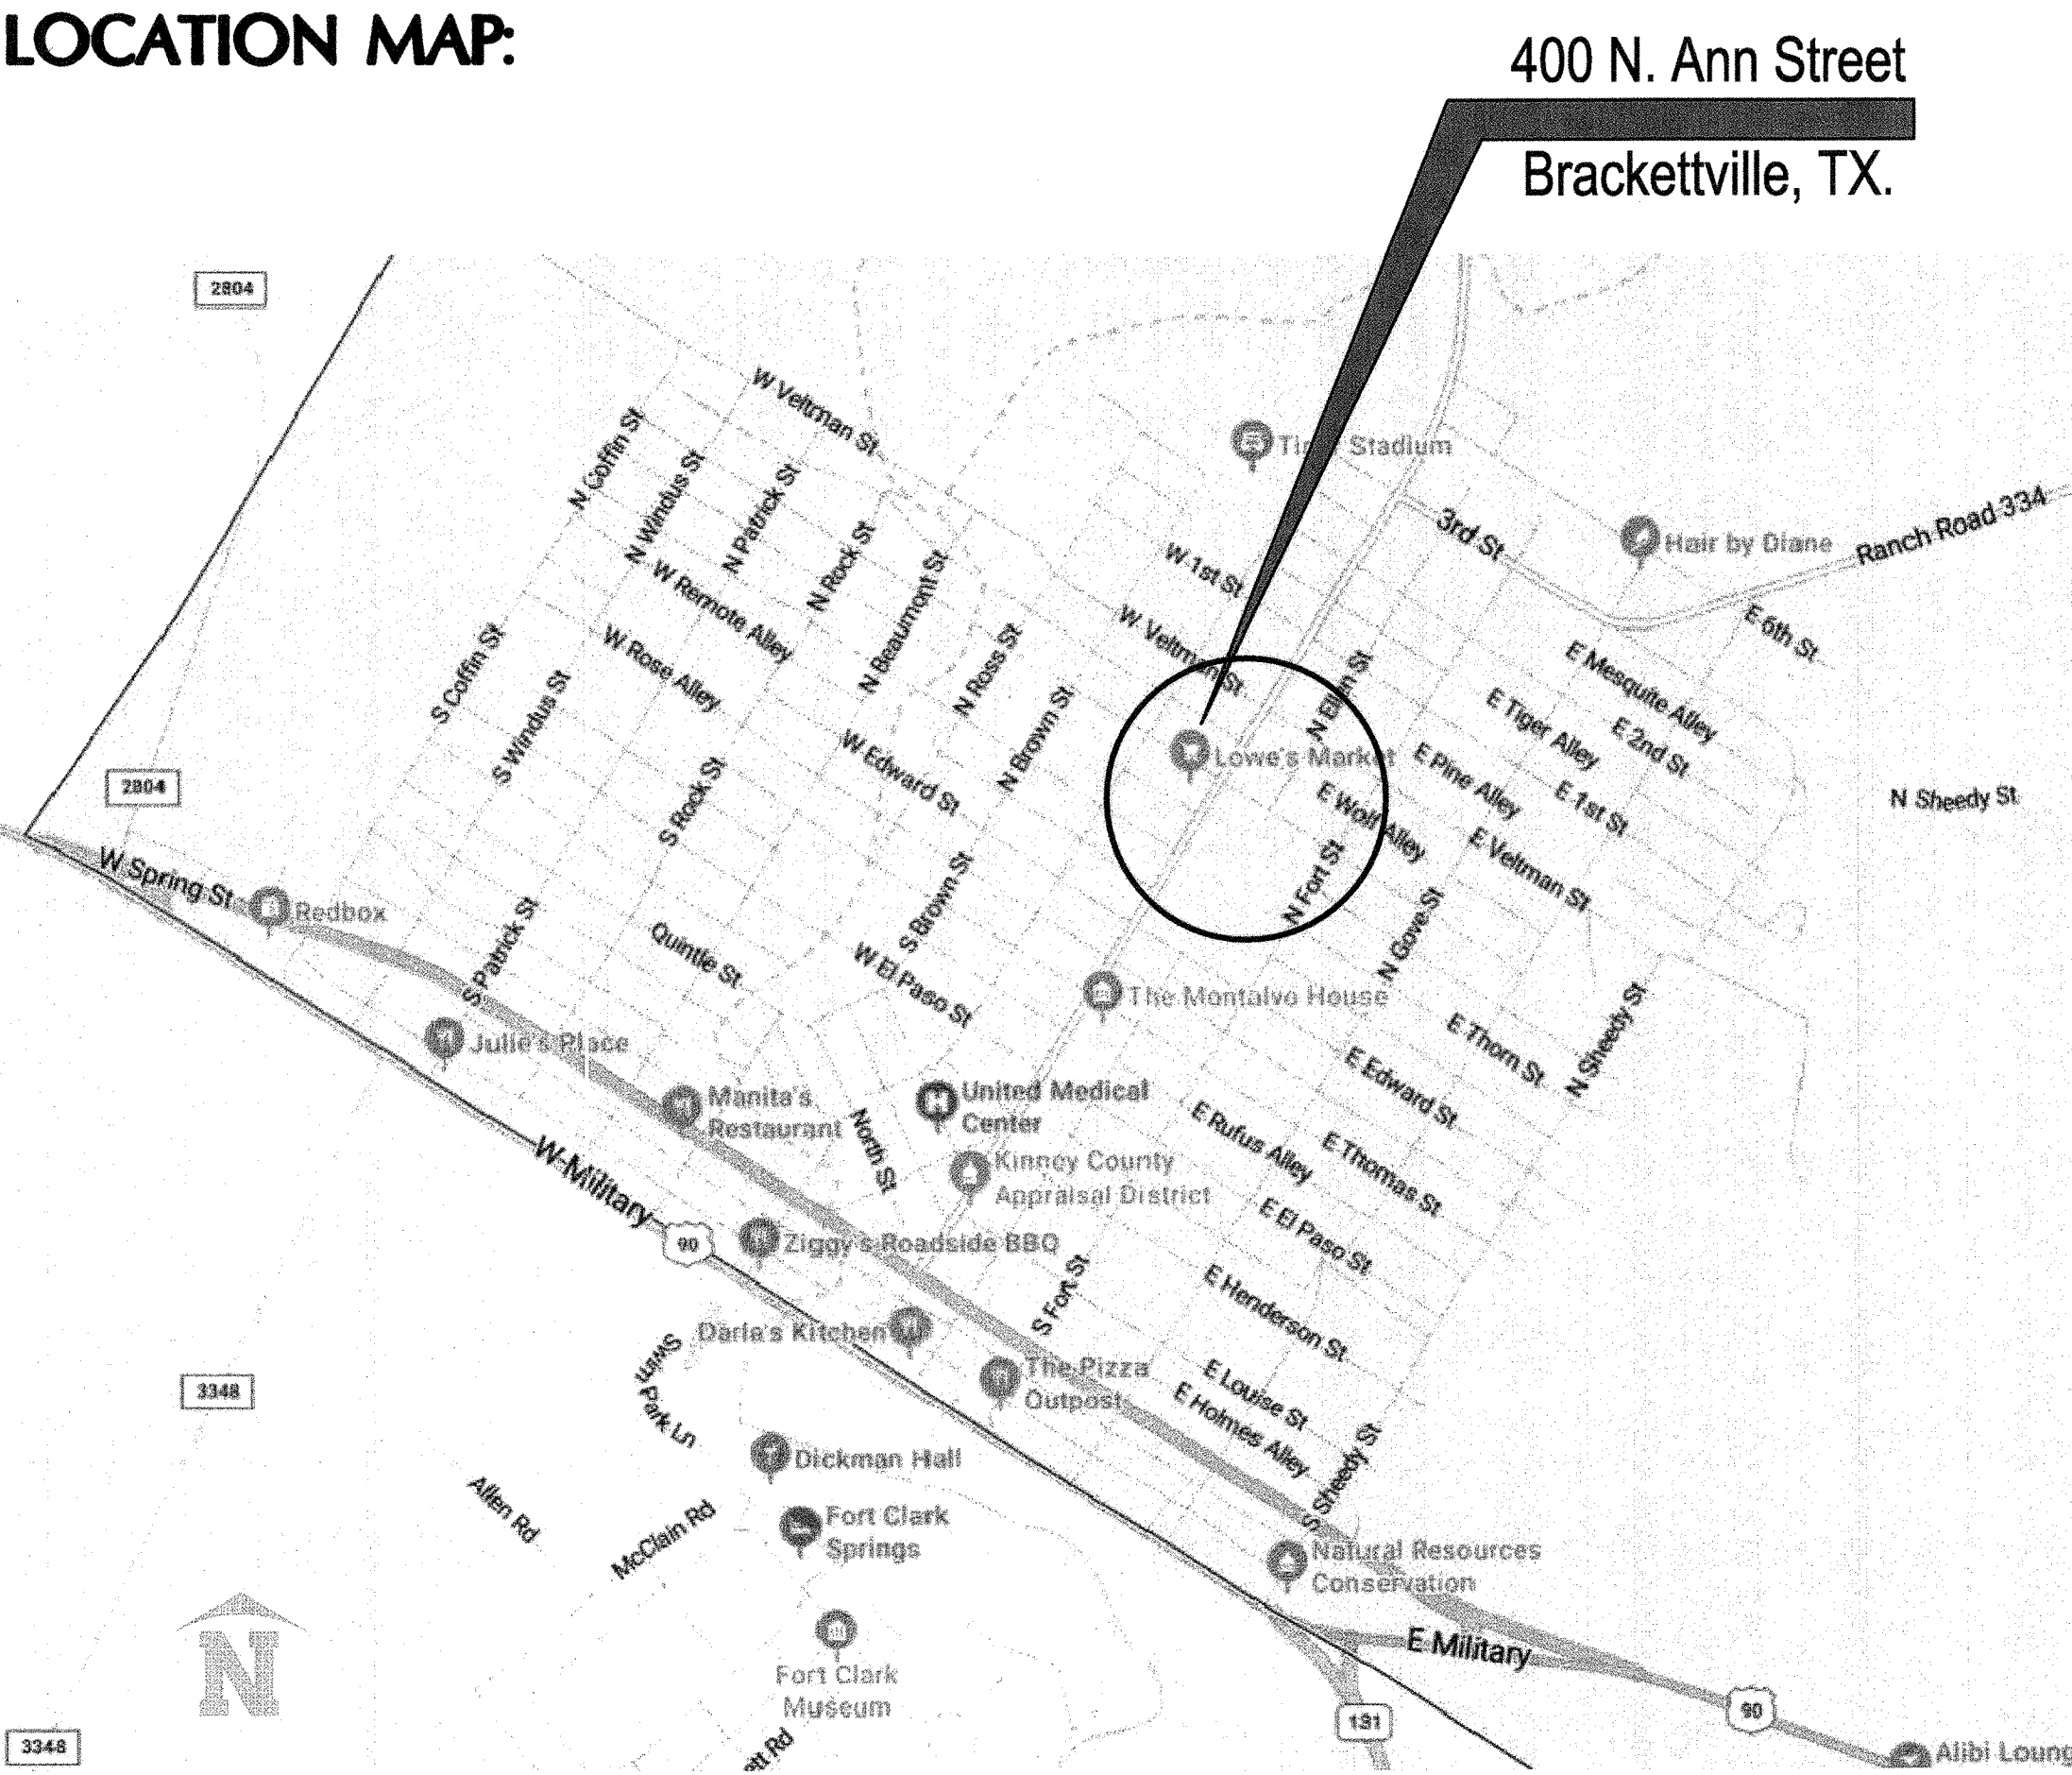 LOCATION MAP:
400 N. Ann Street
Brackettville, TX.
2804
W Veltman St
N Coffin St
N Windus St
N Patrick St
N Rock St
N Beaumont St
N Ross St
N Brown St
W Remote Alley
W Rose Alley
W Edward St
S Coffin St
S Windus St
S Rock St
S Brown St
Stadium
3rd St
Hair by Diane
Ranch Road 334
W 1st St
W Veltman St
E 6th St
E Mesquite Alley
E 2nd St
E Tiger Alley
E 1st St
E Pine Alley
E Veltman St
Lowe's Market
E Wolf Alley
N Fort St
N Gove St
N Sheedy St
2804
W Spring St
Redbox
S Patrick St
Quintle St
W El Paso St
The Montalvo House
E Thorn St
N Sheedy St
E Edward St
Julie's Place
Manita's
Restaurant
North St
United Medical
Center
Kinney County
Appraisal District
E Rufus Alley
E Thomas St
E El Paso St
W Military
90
Ziggy's Roadside BBQ
S Fort St
E Henderson St
Darla's Kitchen
The Pizza
Outpost
E Louise St
E Holmes Alley
S Sheedy St
Swim Park Ln
3348
Dickman Hall
Allen Rd
McClain Rd
Fort Clark
Springs
Natural Resources
Conservation
N
Fort Clark
Museum
E Military
90
131
3348
Alibi Loung